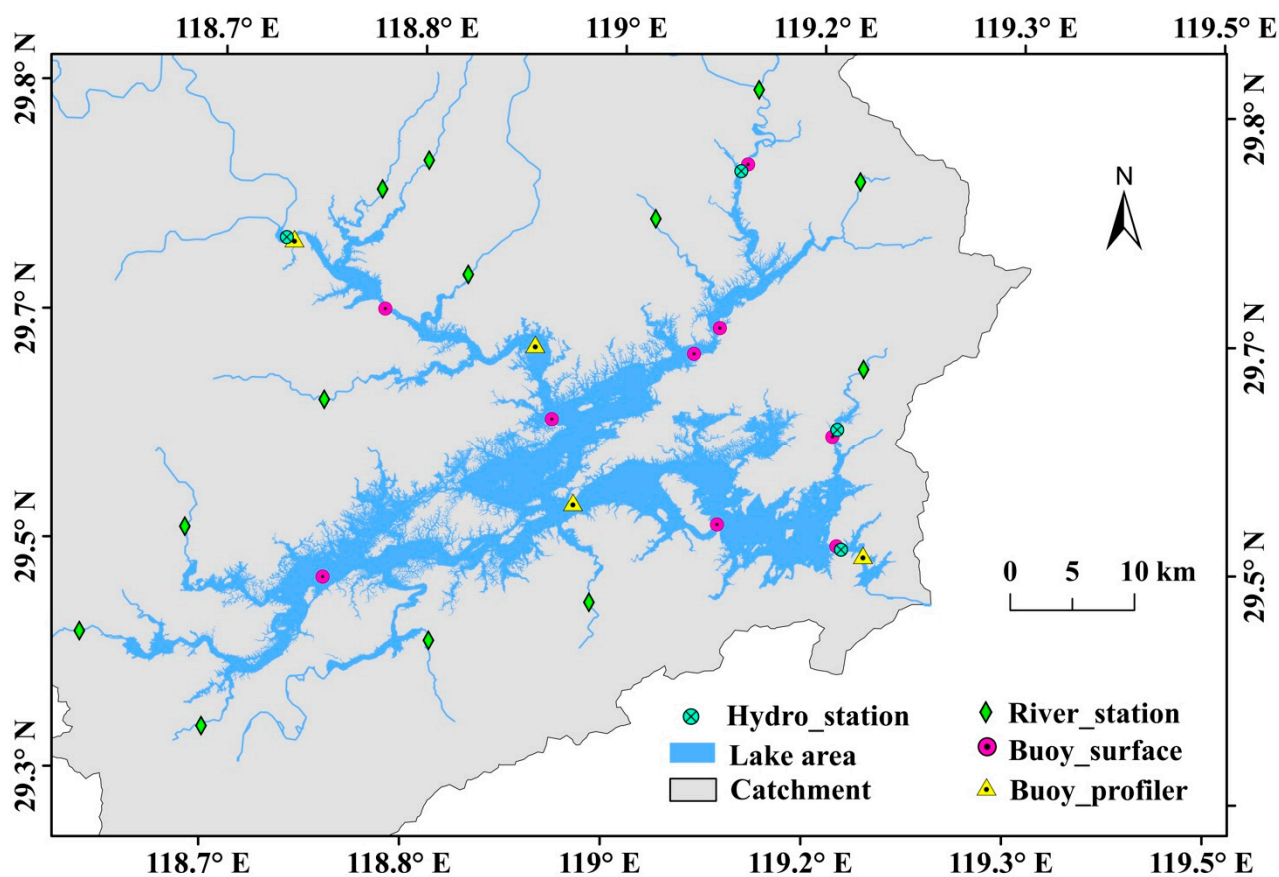 118.7° E 118.8° E 119° E 119.2° E 119.3° E 119.5° E
29.8° N
29.7° N
29.5° N
29.3° N
29.8° N
29.7° N
29.5° N
N
0 5 10 km
Hydro_station
Lake area
Catchment
River_station
Buoy_surface
Buoy_profiler
118.7° E 118.8° E 119° E 119.2° E 119.3° E 119.5° E